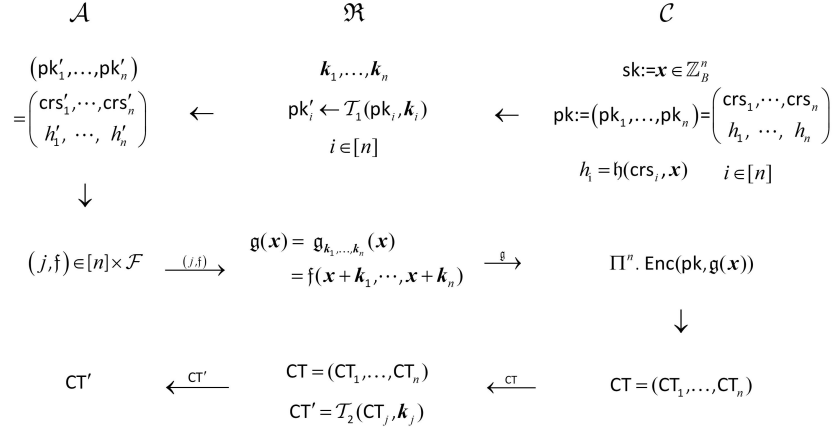 𝒜 ℜ 𝒞
(pk′₁,…,pk′ₙ) 𝒌₁,…,𝒌ₙ sk:=𝒙∈ℤⁿ_B
=(crs′₁,⋯,crs′ₙ / h′₁, ⋯, h′ₙ) ← pk′ᵢ ← 𝒯₁(pkᵢ,𝒌ᵢ) ← pk:=(pk₁,…,pkₙ)=(crs₁,⋯,crsₙ / h₁, ⋯, hₙ)
i∈[n] hᵢ=𝔥(crsᵢ,𝒙) i∈[n]
↓
(j,𝔣)∈[n]×ℱ —(j,𝔣)→ 𝔤(𝒙)= 𝔤_{𝒌₁,…,𝒌ₙ}(𝒙) —𝔤→ Πⁿ. Enc(pk,𝔤(𝒙))
=𝔣(𝒙+𝒌₁,⋯,𝒙+𝒌ₙ)
↓
CT′ ←CT′— CT=(CT₁,…,CTₙ) ←CT— CT=(CT₁,…,CTₙ)
CT′=𝒯₂(CTⱼ,𝒌ⱼ)